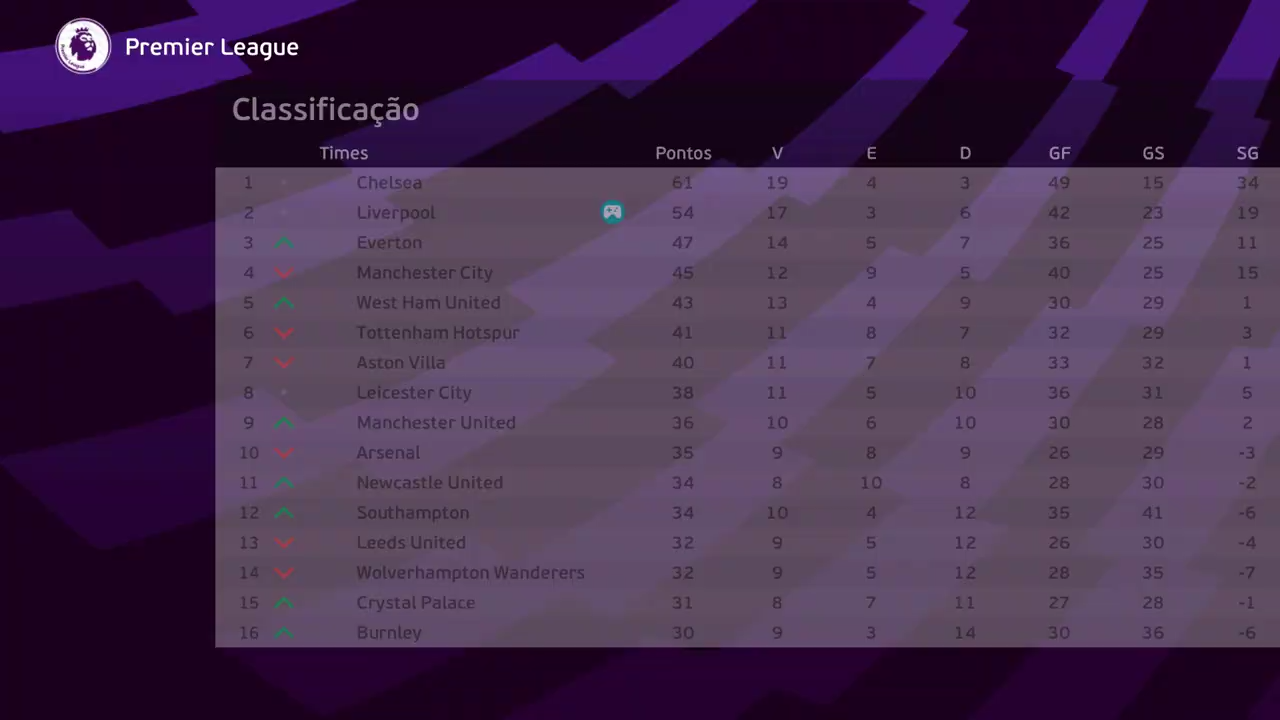 Premier League
Classificação
Times Pontos V E D GF GS SG
1 Chelsea 61 19 4 3 49 15 34
2 Liverpool 54 17 3 6 42 23 19
3 Everton 47 14 5 7 36 25 11
4 Manchester City 45 12 9 5 40 25 15
5 West Ham United 43 13 4 9 30 29 1
6 Tottenham Hotspur 41 11 8 7 32 29 3
7 Aston Villa 40 11 7 8 33 32 1
8 Leicester City 38 11 5 10 36 31 5
9 Manchester United 36 10 6 10 30 28 2
10 Arsenal 35 9 8 9 26 29 -3
11 Newcastle United 34 8 10 8 28 30 -2
12 Southampton 34 10 4 12 35 41 -6
13 Leeds United 32 9 5 12 26 30 -4
14 Wolverhampton Wanderers 32 9 5 12 28 35 -7
15 Crystal Palace 31 8 7 11 27 28 -1
16 Burnley 30 9 3 14 30 36 -6